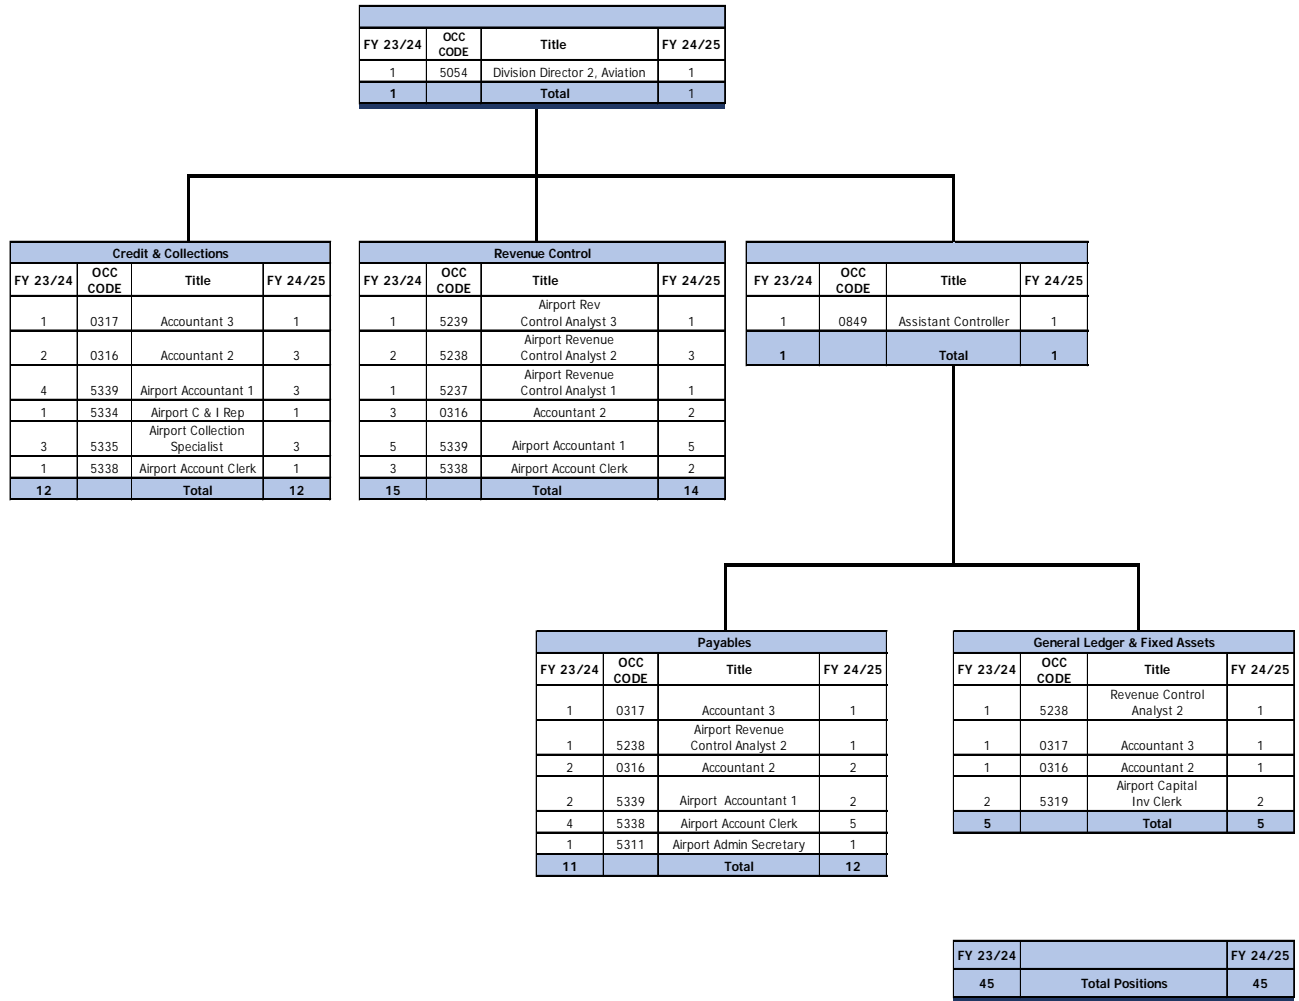 FY 23/24 OCC CODE Title FY 24/25
1 5054 Division Director 2, Aviation 1
1 Total 1
Credit & Collections
FY 23/24 OCC CODE Title FY 24/25
1 0317 Accountant 3 1
2 0316 Accountant 2 3
4 5339 Airport Accountant 1 3
1 5334 Airport C & I Rep 1
3 5335 Airport Collection Specialist 3
1 5338 Airport Account Clerk 1
12 Total 12
Revenue Control
FY 23/24 OCC CODE Title FY 24/25
1 5239 Airport Rev Control Analyst 3 1
2 5238 Airport Revenue Control Analyst 2 3
1 5237 Airport Revenue Control Analyst 1 1
3 0316 Accountant 2 2
5 5339 Airport Accountant 1 5
3 5338 Airport Account Clerk 2
15 Total 14
FY 23/24 OCC CODE Title FY 24/25
1 0849 Assistant Controller 1
1 Total 1
Payables
FY 23/24 OCC CODE Title FY 24/25
1 0317 Accountant 3 1
1 5238 Airport Revenue Control Analyst 2 1
2 0316 Accountant 2 2
2 5339 Airport Accountant 1 2
4 5338 Airport Account Clerk 5
1 5311 Airport Admin Secretary 1
11 Total 12
General Ledger & Fixed Assets
FY 23/24 OCC CODE Title FY 24/25
1 5238 Revenue Control Analyst 2 1
1 0317 Accountant 3 1
1 0316 Accountant 2 1
2 5319 Airport Capital Inv Clerk 2
5 Total 5
FY 23/24 FY 24/25
45 Total Positions 45